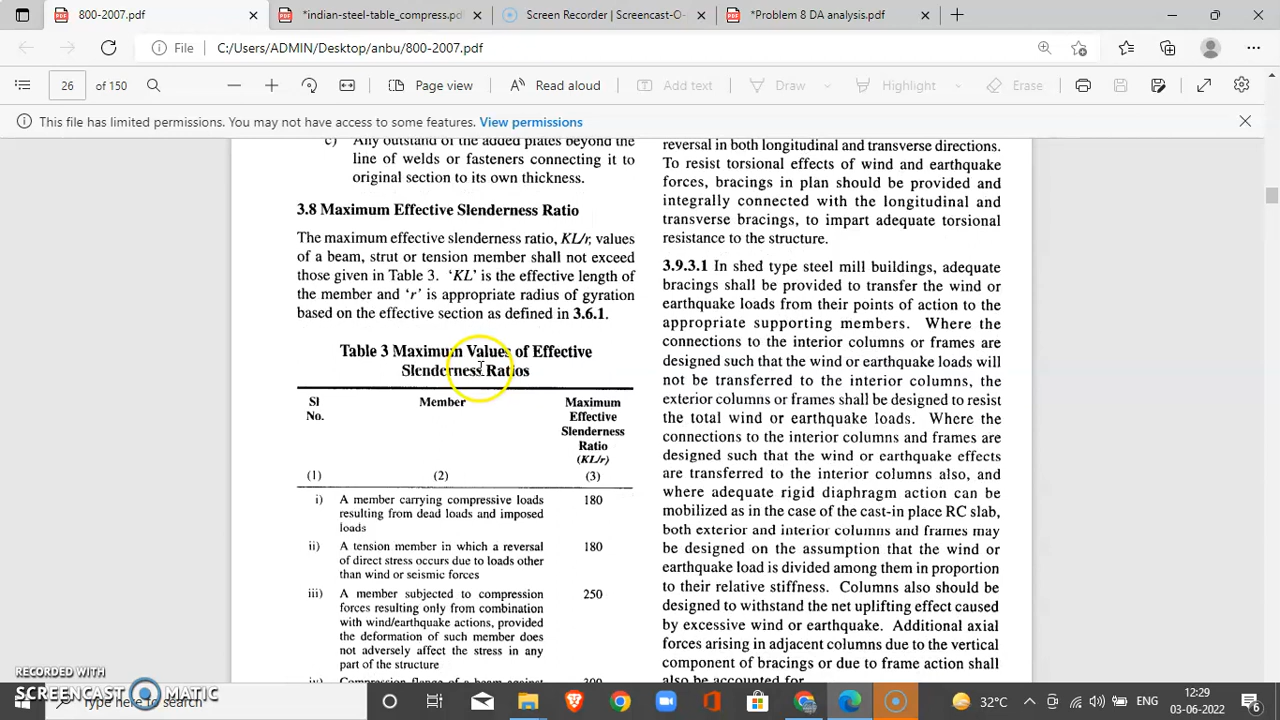 800-2007.pdf
*indian-steel-table_compress.pd
Screen Recorder | Screencast-O-
*Problem 8 DA analysis.pdf
File
C:/Users/ADMIN/Desktop/anbu/800-2007.pdf
26
of 150
Page view
Read aloud
Add text
Draw
Highlight
Erase
This file has limited permissions. You may not have access to some features. View permissions
c) Any outstand of the added plates beyond the
line of welds or fasteners connecting it to
original section to its own thickness.
3.8 Maximum Effective Slenderness Ratio
The maximum effective slenderness ratio, KL/r, values
of a beam, strut or tension member shall not exceed
those given in Table 3. ‘KL’ is the effective length of
the member and ‘r’ is appropriate radius of gyration
based on the effective section as defined in 3.6.1.
Table 3 Maximum Values of Effective
Slenderness Ratios
Sl
No.
Member
Maximum
Effective
Slenderness
Ratio
(KL/r)
(1)
(2)
(3)
i) A member carrying compressive loads 180
resulting from dead loads and imposed
loads
ii) A tension member in which a reversal 180
of direct stress occurs due to loads other
than wind or seismic forces
iii) A member subjected to compression 250
forces resulting only from combination
with wind/earthquake actions, provided
the deformation of such member does
not adversely affect the stress in any
part of the structure
iv) Compression flange of a beam against 300
reversal in both longitudinal and transverse directions.
To resist torsional effects of wind and earthquake
forces, bracings in plan should be provided and
integrally connected with the longitudinal and
transverse bracings, to impart adequate torsional
resistance to the structure.
3.9.3.1 In shed type steel mill buildings, adequate
bracings shall be provided to transfer the wind or
earthquake loads from their points of action to the
appropriate supporting members. Where the
connections to the interior columns or frames are
designed such that the wind or earthquake loads will
not be transferred to the interior columns, the
exterior columns or frames shall be designed to resist
the total wind or earthquake loads. Where the
connections to the interior columns and frames are
designed such that the wind or earthquake effects
are transferred to the interior columns also, and
where adequate rigid diaphragm action can be
mobilized as in the case of the cast-in place RC slab,
both exterior and interior columns and frames may
be designed on the assumption that the wind or
earthquake load is divided among them in proportion
to their relative stiffness. Columns also should be
designed to withstand the net uplifting effect caused
by excessive wind or earthquake. Additional axial
forces arising in adjacent columns due to the vertical
component of bracings or due to frame action shall
also be accounted for.
RECORDED WITH
SCREENCAST MATIC
Type here to search
32°C
ENG
12:29
03-06-2022
6